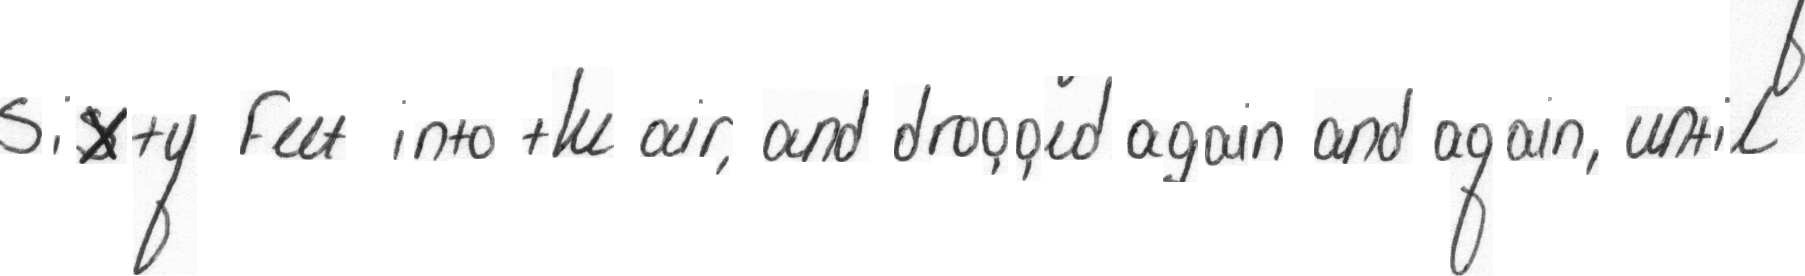 Sixty feet into the air, and dropped again and again, until